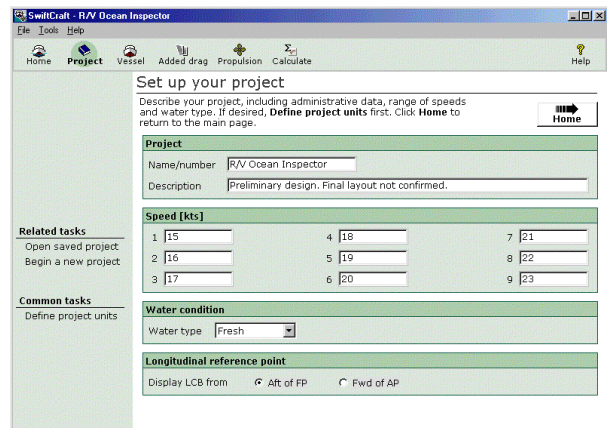 SwiftCraft - R/V Ocean Inspector
File Tools Help
Home Project Vessel Added drag Propulsion Calculate Help
Set up your project
Describe your project, including administrative data, range of speeds
and water type. If desired, Define project units first. Click Home to
return to the main page.
Home
Project
Name/number R/V Ocean Inspector
Description Preliminary design. Final layout not confirmed.
Speed [kts]
1 15 4 18 7 21
2 16 5 19 8 22
3 17 6 20 9 23
Related tasks
Open saved project
Begin a new project
Common tasks
Define project units
Water condition
Water type Fresh
Longitudinal reference point
Display LCB from Aft of FP Fwd of AP